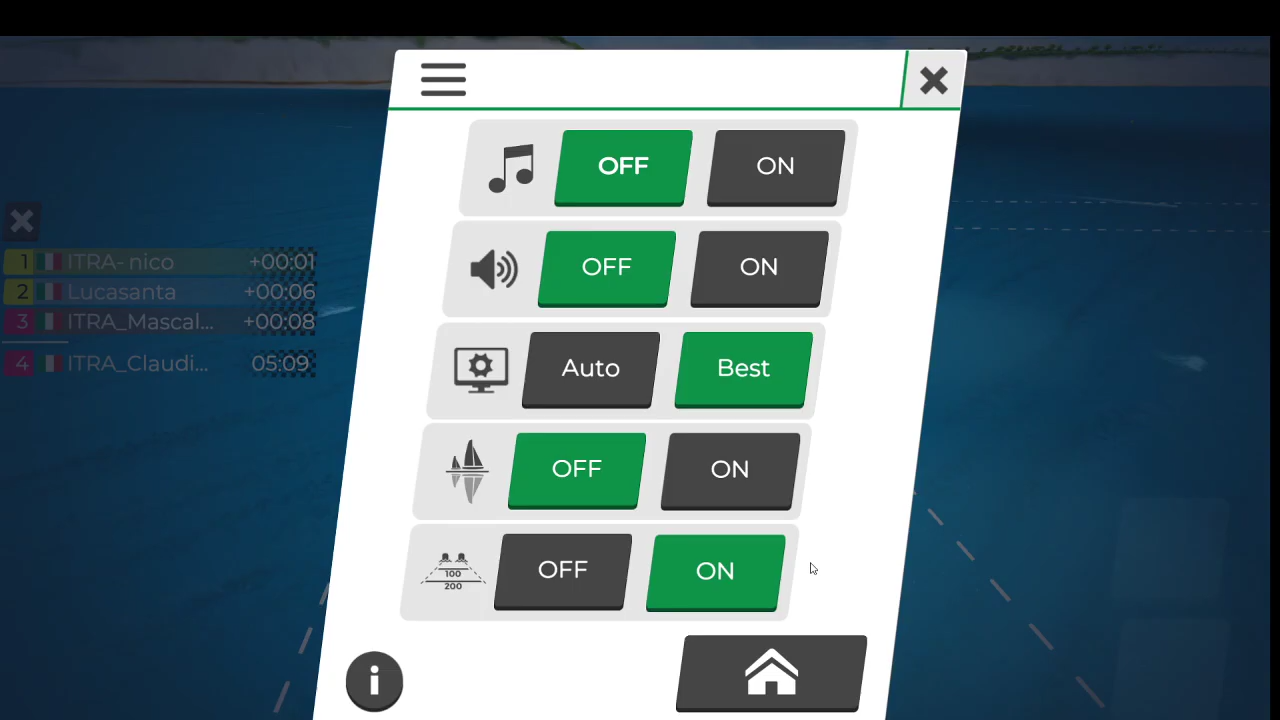 OFF ON
OFF ON
1 ITRA- nico +00:01
2 Lucasanta +00:06
3 ITRA_Mascal... +00:08
4 ITRA_Claudi... 05:09
Auto Best
OFF ON
100
200
OFF ON
i